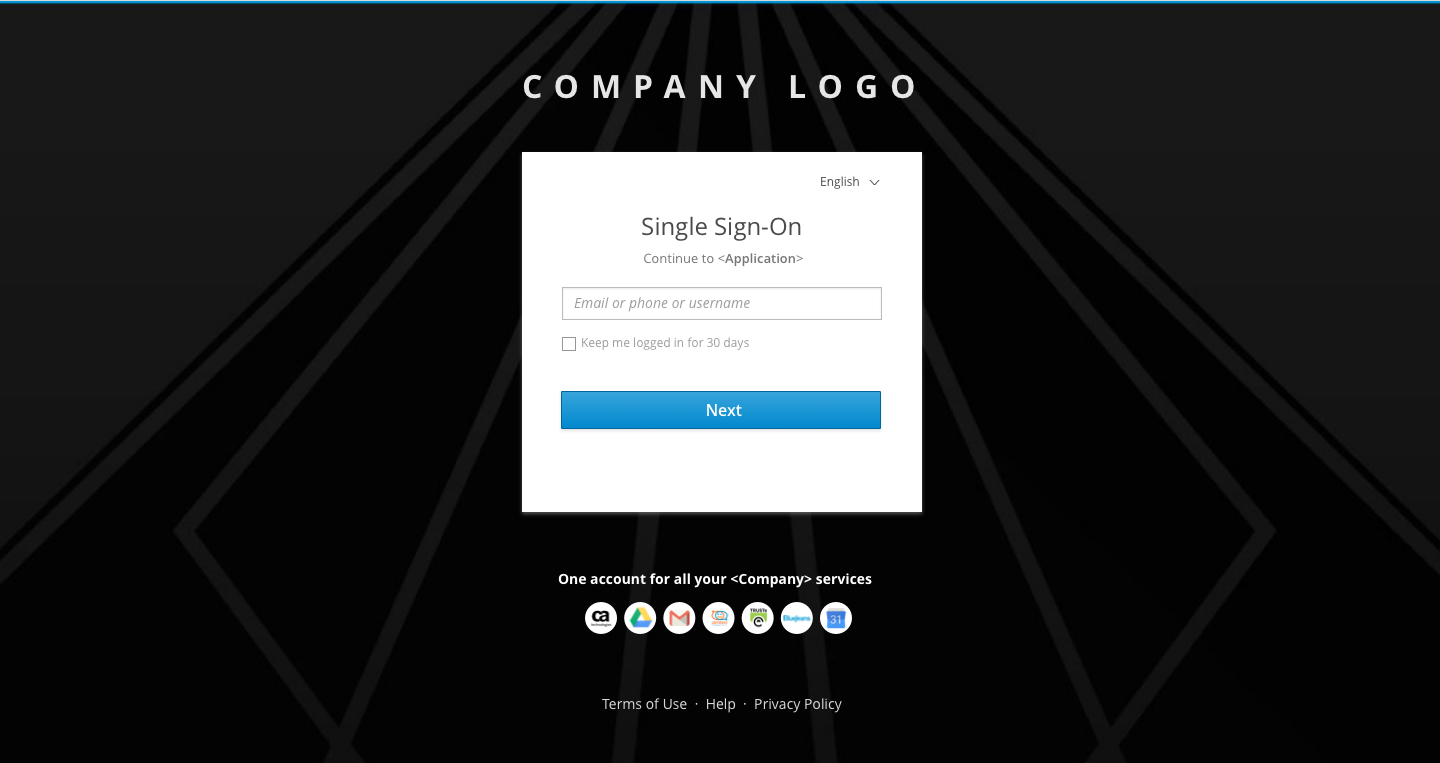 COMPANY LOGO
English
Single Sign-On
Continue to <Application>
Email or phone or username
Keep me logged in for 30 days
Next
One account for all your <Company> services
ca
technologies
TRUSTe
BlueJeans
31
Terms of Use · Help · Privacy Policy